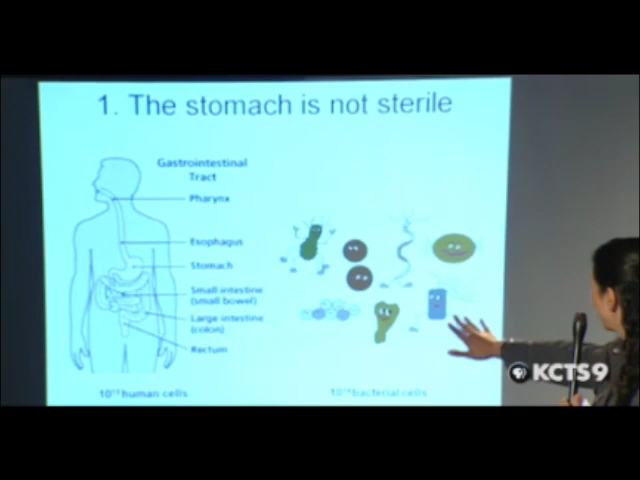 1. The stomach is not sterile
Gastrointestinal
Tract
Pharynx
Esophagus
Stomach
Small intestine
(small bowel)
Large intestine
(colon)
Rectum
human cells
bacterial cells
PBS KCTS9